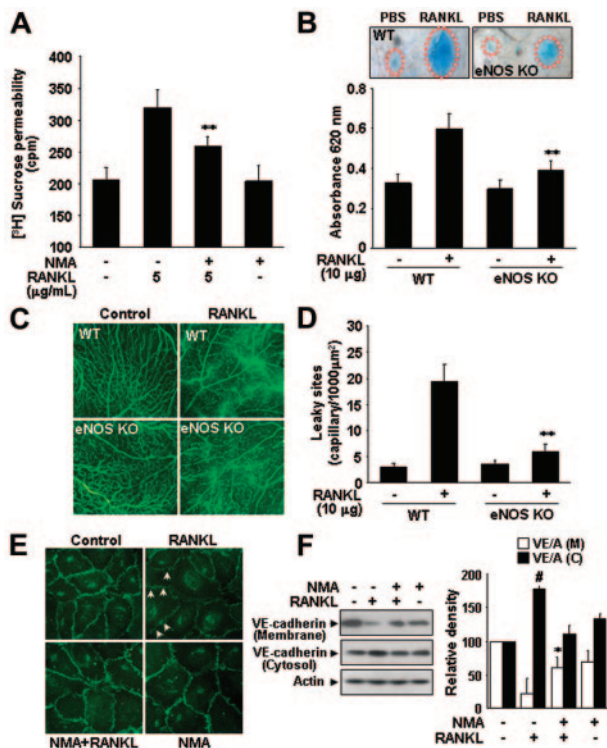 A
[³H] Sucrose permeability
(cpm)
400
350
300
250
200
150
100
**
NMA - - + +
RANKL - 5 5 -
(µg/mL)
B
PBS RANKL PBS RANKL
WT
eNOS KO
Absorbance 620 nm
0.8
0.6
0.4
0.2
0
**
RANKL - + - +
(10 µg)
WT eNOS KO
C
Control RANKL
WT WT
eNOS KO eNOS KO
D
Leaky sites
(capillary/1000µm²)
30
25
20
15
10
5
0
**
RANKL - + - +
(10 µg)
WT eNOS KO
E
Control RANKL
NMA+RANKL NMA
F
NMA - - + +
RANKL - + + -
VE-cadherin
(Membrane)
VE-cadherin
(Cytosol)
Actin
VE/A (M)
VE/A (C)
Relative density
200
150
100
50
0
#
*
NMA - - + +
RANKL - + + -